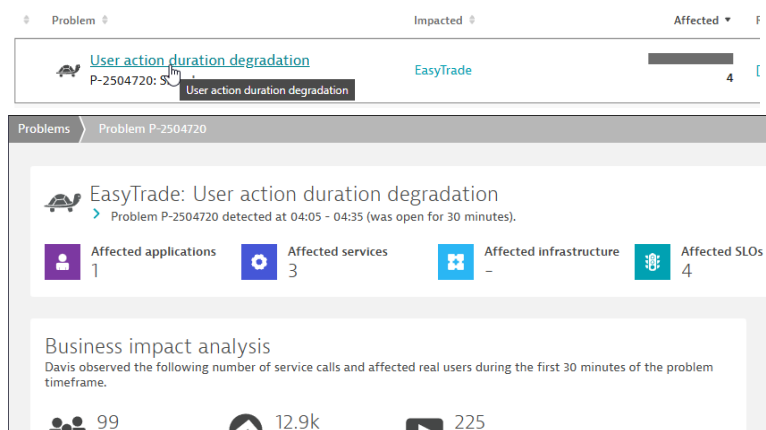 Problem Impacted Affected
User action duration degradation
EasyTrade
P-2504720:
4
User action duration degradation
Problems Problem P-2504720
EasyTrade: User action duration degradation
Problem P-2504720 detected at 04:05 - 04:35 (was open for 30 minutes).
Affected applications Affected services Affected infrastructure Affected SLOs
1 3 - 4
Business impact analysis
Davis observed the following number of service calls and affected real users during the first 30 minutes of the problem
timeframe.
99 12.9k 225